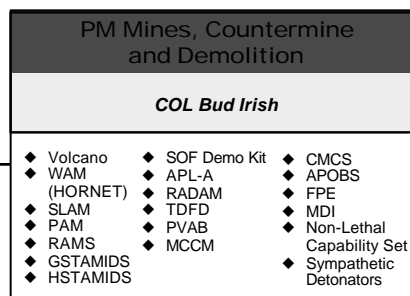 PM Mines, Countermine
and Demolition
COL Bud Irish
◆ Volcano
◆ WAM
(HORNET)
◆ SLAM
◆ PAM
◆ RAMS
◆ GSTAMIDS
◆ HSTAMIDS
◆ SOF Demo Kit
◆ APL-A
◆ RADAM
◆ TDFD
◆ PVAB
◆ MCCM
◆ CMCS
◆ APOBS
◆ FPE
◆ MDI
◆ Non-Lethal
Capability Set
◆ Sympathetic
Detonators